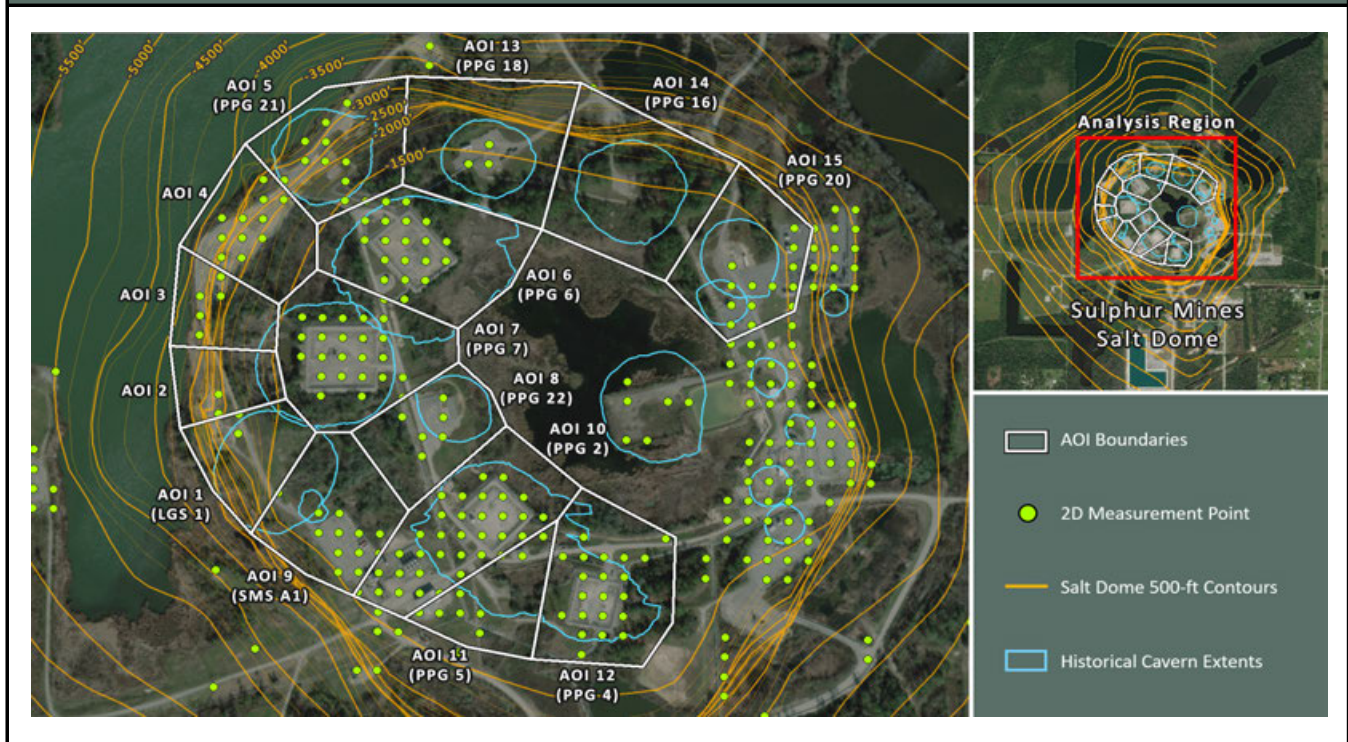 -5500'
-5000'
-4500'
-4000'
-3500'
-3000'
-2500'
-2000'
-1500'
AOI 13
(PPG 18)
AOI 5
(PPG 21)
AOI 14
(PPG 16)
AOI 15
(PPG 20)
AOI 4
AOI 3
AOI 6
(PPG 6)
AOI 7
(PPG 7)
AOI 2
AOI 8
(PPG 22)
AOI 10
(PPG 2)
AOI 1
(LGS 1)
AOI 9
(SMS A1)
AOI 11
(PPG 5)
AOI 12
(PPG 4)
Analysis Region
Sulphur Mines
Salt Dome
AOI Boundaries
2D Measurement Point
Salt Dome 500-ft Contours
Historical Cavern Extents